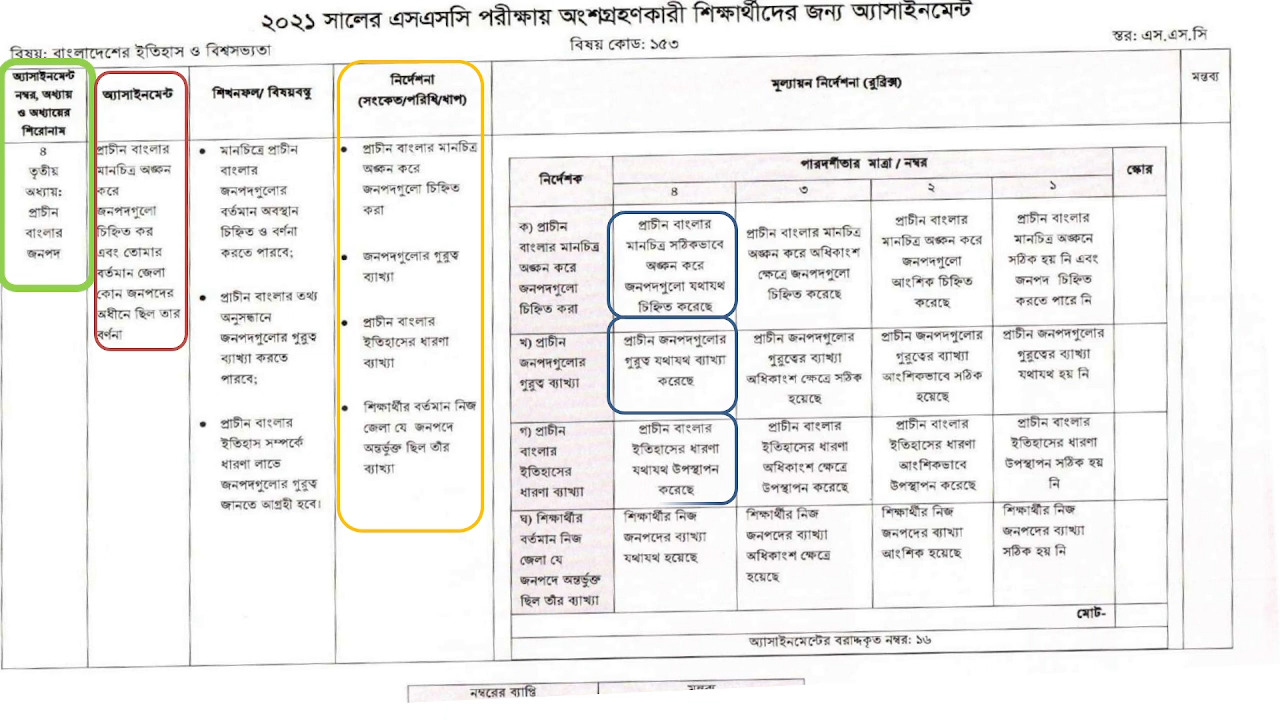 ২০২১ সালের এসএসসি পরীক্ষায় অংশগ্রহণকারী শিক্ষার্থীদের জন্য অ্যাসাইনমেন্ট
বিষয়: বাংলাদেশের ইতিহাস ও বিশ্বসভ্যতা
বিষয় কোড: ১৫৩
স্তর: এস.এস.সি
অ্যাসাইনমেন্ট
নম্বর, অধ্যায়
ও অধ্যায়ের
শিরোনাম
অ্যাসাইনমেন্ট
শিখনফল/ বিষয়বস্তু
নির্দেশনা
(সংকেত/পরিধি/ধাপ)
মূল্যায়ন নির্দেশনা (রুব্রিক্স)
মন্তব্য
৪
তৃতীয়
অধ্যায়:
প্রাচীন
বাংলার
জনপদ
প্রাচীন বাংলার
মানচিত্র অঙ্কন
করে
জনপদগুলো
চিহ্নিত কর
এবং তোমার
বর্তমান জেলা
কোন জনপদের
অধীনে ছিল তার
বর্ণনা
• মানচিত্রে প্রাচীন
বাংলার
জনপদগুলোর
বর্তমান অবস্থান
চিহ্নিত ও বর্ণনা
করতে পারবে;
• প্রাচীন বাংলার তথ্য
অনুসন্ধানে
জনপদগুলোর গুরুত্ব
ব্যাখ্যা করতে
পারবে;
• প্রাচীন বাংলার
ইতিহাস সম্পর্কে
ধারণা লাভে
জনপদগুলোর গুরুত্ব
জানতে আগ্রহী হবে।
• প্রাচীন বাংলার মানচিত্র
অঙ্কন করে
জনপদগুলো চিহ্নিত
করা
• জনপদগুলোর গুরুত্ব
ব্যাখ্যা
• প্রাচীন বাংলার
ইতিহাসের ধারণা
ব্যাখ্যা
• শিক্ষার্থীর বর্তমান নিজ
জেলা যে জনপদে
অন্তর্ভুক্ত ছিল তাঁর
ব্যাখ্যা
নির্দেশক
পারদর্শীতার মাত্রা / নম্বর
স্কোর
৪
৩
২
১
ক) প্রাচীন
বাংলার মানচিত্র
অঙ্কন করে
জনপদগুলো
চিহ্নিত করা
প্রাচীন বাংলার
মানচিত্র সঠিকভাবে
অঙ্কন করে
জনপদগুলো যথাযথ
চিহ্নিত করেছে
প্রাচীন বাংলার মানচিত্র
অঙ্কন করে অধিকাংশ
ক্ষেত্রে জনপদগুলো
চিহ্নিত করেছে
প্রাচীন বাংলার
মানচিত্র অঙ্কন করে
জনপদগুলো
আংশিক চিহ্নিত
করেছে
প্রাচীন বাংলার
মানচিত্র অঙ্কনে
সঠিক হয় নি এবং
জনপদ চিহ্নিত
করতে পারে নি
খ) প্রাচীন
জনপদগুলোর
গুরুত্ব ব্যাখ্যা
প্রাচীন জনপদগুলোর
গুরুত্ব যথাযথ ব্যাখ্যা
করেছে
প্রাচীন জনপদগুলোর
গুরুত্বের ব্যাখ্যা
অধিকাংশ ক্ষেত্রে সঠিক
হয়েছে
প্রাচীন জনপদগুলোর
গুরুত্বের ব্যাখ্যা
আংশিকভাবে সঠিক
হয়েছে
প্রাচীন জনপদগুলোর
গুরুত্বের ব্যাখ্যা
যথাযথ হয় নি
গ) প্রাচীন
বাংলার
ইতিহাসের
ধারণা ব্যাখ্যা
প্রাচীন বাংলার
ইতিহাসের ধারণা
যথাযথ উপস্থাপন
করেছে
প্রাচীন বাংলার
ইতিহাসের ধারণা
অধিকাংশ ক্ষেত্রে
উপস্থাপন করেছে
প্রাচীন বাংলার
ইতিহাসের ধারণা
আংশিকভাবে
উপস্থাপন করেছে
প্রাচীন বাংলার
ইতিহাসের ধারণা
উপস্থাপন সঠিক হয়
নি
ঘ) শিক্ষার্থীর
বর্তমান নিজ
জেলা যে
জনপদে অন্তর্ভুক্ত
ছিল তাঁর ব্যাখ্যা
শিক্ষার্থীর নিজ
জনপদের ব্যাখ্যা
যথাযথ হয়েছে
শিক্ষার্থীর নিজ
জনপদের ব্যাখ্যা
অধিকাংশ ক্ষেত্রে
হয়েছে
শিক্ষার্থীর নিজ
জনপদের ব্যাখ্যা
আংশিক হয়েছে
শিক্ষার্থীর নিজ
জনপদের ব্যাখ্যা
সঠিক হয় নি
মোট-
অ্যাসাইনমেন্টের বরাদ্দকৃত নম্বর: ১৬
নম্বরের ব্যাপ্তি